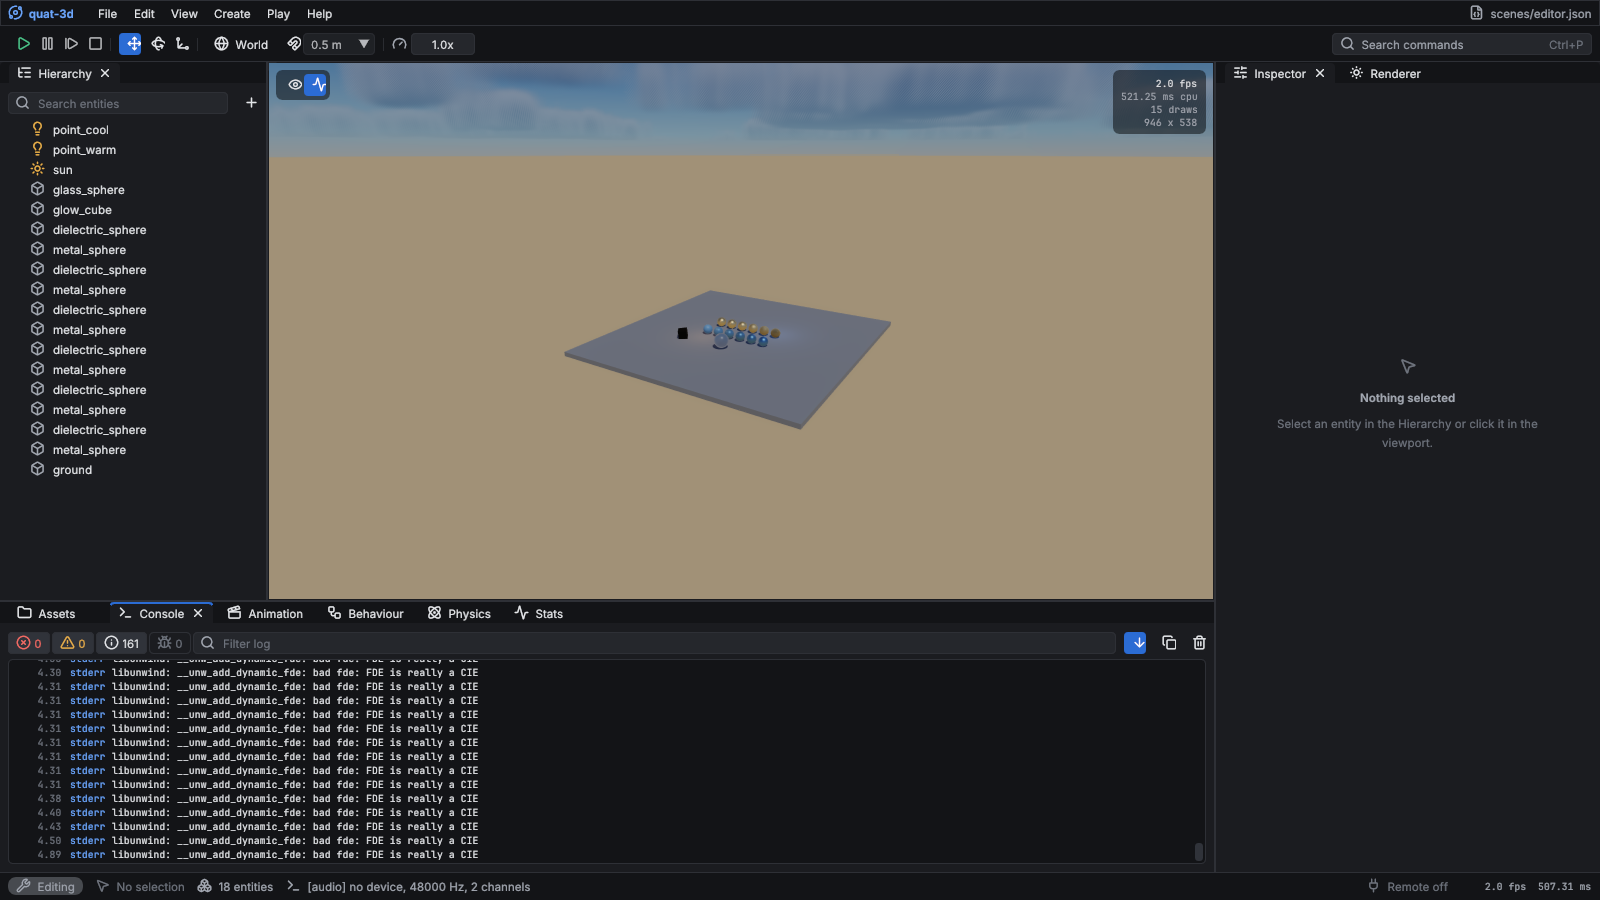 quat-3d File Edit View Create Play Help scenes/editor.json
World 0.5 m 1.0x Search commands Ctrl+P
Hierarchy
Search entities
point_cool
point_warm
sun
glass_sphere
glow_cube
dielectric_sphere
metal_sphere
dielectric_sphere
metal_sphere
dielectric_sphere
metal_sphere
dielectric_sphere
metal_sphere
dielectric_sphere
metal_sphere
dielectric_sphere
metal_sphere
ground
2.0 fps
521.25 ms cpu
15 draws
946 x 538
Inspector Renderer
Nothing selected
Select an entity in the Hierarchy or click it in the
viewport.
Assets Console Animation Behaviour Physics Stats
0 0 161 0 Filter log
stderr libunwind: __unw_add_dynamic_fde: bad fde: FDE is really a CIE
4.30 stderr libunwind: __unw_add_dynamic_fde: bad fde: FDE is really a CIE
4.31 stderr libunwind: __unw_add_dynamic_fde: bad fde: FDE is really a CIE
4.31 stderr libunwind: __unw_add_dynamic_fde: bad fde: FDE is really a CIE
4.31 stderr libunwind: __unw_add_dynamic_fde: bad fde: FDE is really a CIE
4.31 stderr libunwind: __unw_add_dynamic_fde: bad fde: FDE is really a CIE
4.31 stderr libunwind: __unw_add_dynamic_fde: bad fde: FDE is really a CIE
4.31 stderr libunwind: __unw_add_dynamic_fde: bad fde: FDE is really a CIE
4.31 stderr libunwind: __unw_add_dynamic_fde: bad fde: FDE is really a CIE
4.31 stderr libunwind: __unw_add_dynamic_fde: bad fde: FDE is really a CIE
4.38 stderr libunwind: __unw_add_dynamic_fde: bad fde: FDE is really a CIE
4.40 stderr libunwind: __unw_add_dynamic_fde: bad fde: FDE is really a CIE
4.43 stderr libunwind: __unw_add_dynamic_fde: bad fde: FDE is really a CIE
4.50 stderr libunwind: __unw_add_dynamic_fde: bad fde: FDE is really a CIE
4.89 stderr libunwind: __unw_add_dynamic_fde: bad fde: FDE is really a CIE
Editing No selection 18 entities [audio] no device, 48000 Hz, 2 channels Remote off 2.0 fps 507.31 ms